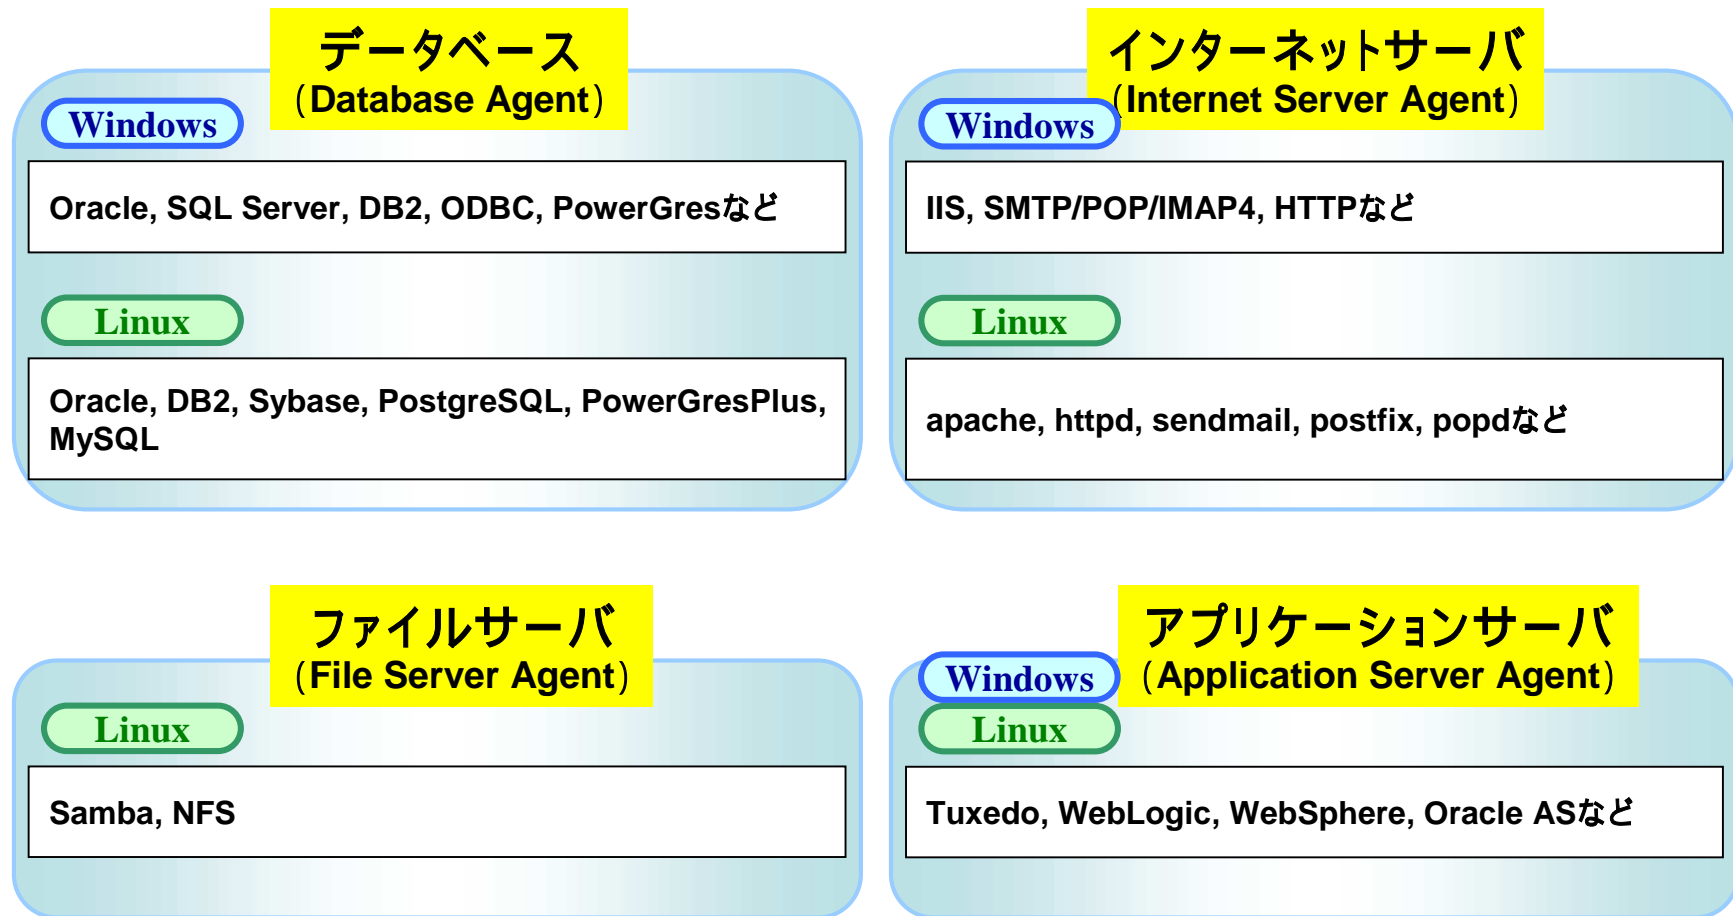 データベース
(Database Agent)
Windows
Oracle, SQL Server, DB2, ODBC, PowerGresなど
Linux
Oracle, DB2, Sybase, PostgreSQL, PowerGresPlus,
MySQL
インターネットサーバ
(Internet Server Agent)
Windows
IIS, SMTP/POP/IMAP4, HTTPなど
Linux
apache, httpd, sendmail, postfix, popdなど
ファイルサーバ
(File Server Agent)
Linux
Samba, NFS
アプリケーションサーバ
(Application Server Agent)
Windows
Linux
Tuxedo, WebLogic, WebSphere, Oracle ASなど